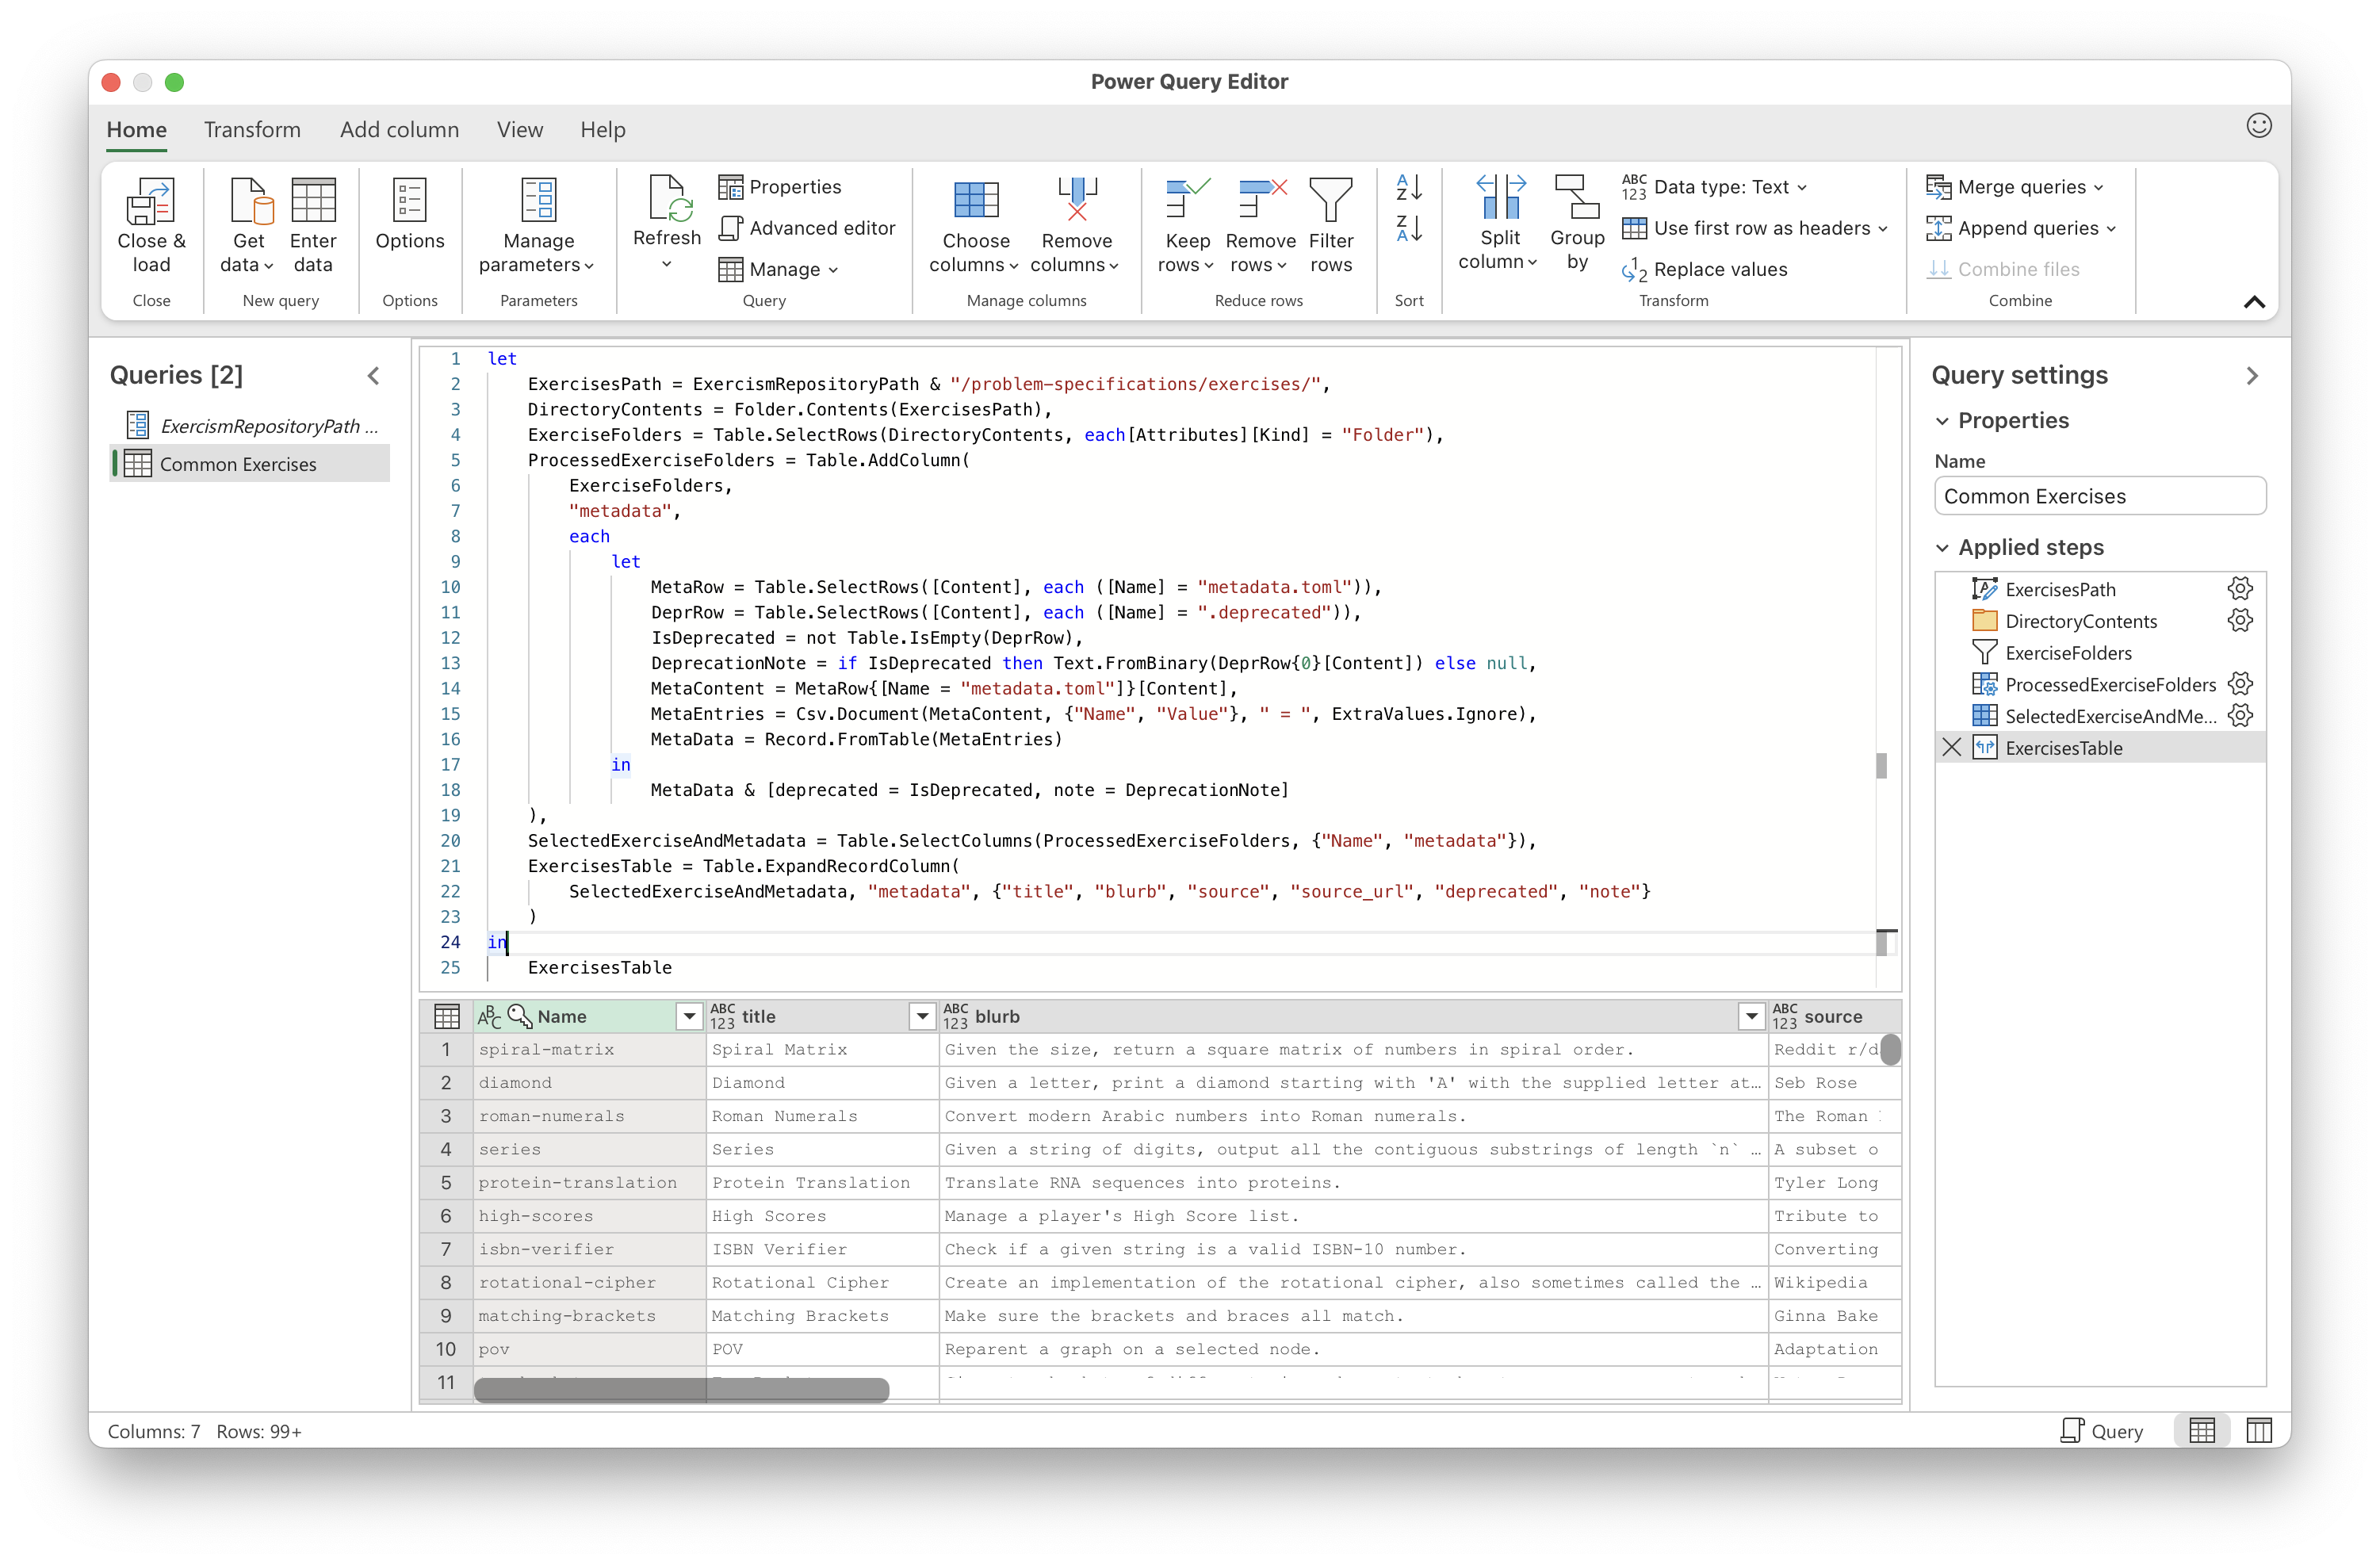 Power Query Editor
Home Transform Add column View Help
Close & load
Close
Get data
Enter data
New query
Options
Options
Manage parameters
Parameters
Refresh
Properties
Advanced editor
Manage
Query
Choose columns
Remove columns
Manage columns
Keep rows
Remove rows
Filter rows
Reduce rows
A
Z
Z
A
Sort
Split column
Group by
ABC
123 Data type: Text
Use first row as headers
1
2 Replace values
Transform
Merge queries
Append queries
Combine files
Combine
Queries [2]
ExercismRepositoryPath ...
Common Exercises
1 let
2 ExercisesPath = ExercismRepositoryPath & "/problem-specifications/exercises/",
3 DirectoryContents = Folder.Contents(ExercisesPath),
4 ExerciseFolders = Table.SelectRows(DirectoryContents, each[Attributes][Kind] = "Folder"),
5 ProcessedExerciseFolders = Table.AddColumn(
6 ExerciseFolders,
7 "metadata",
8 each
9 let
10 MetaRow = Table.SelectRows([Content], each ([Name] = "metadata.toml")),
11 DeprRow = Table.SelectRows([Content], each ([Name] = ".deprecated")),
12 IsDeprecated = not Table.IsEmpty(DeprRow),
13 DeprecationNote = if IsDeprecated then Text.FromBinary(DeprRow{0}[Content]) else null,
14 MetaContent = MetaRow{[Name = "metadata.toml"]}[Content],
15 MetaEntries = Csv.Document(MetaContent, {"Name", "Value"}, " = ", ExtraValues.Ignore),
16 MetaData = Record.FromTable(MetaEntries)
17 in
18 MetaData & [deprecated = IsDeprecated, note = DeprecationNote]
19 ),
20 SelectedExerciseAndMetadata = Table.SelectColumns(ProcessedExerciseFolders, {"Name", "metadata"}),
21 ExercisesTable = Table.ExpandRecordColumn(
22 SelectedExerciseAndMetadata, "metadata", {"title", "blurb", "source", "source_url", "deprecated", "note"}
23 )
24 in
25 ExercisesTable
ABC Name ABC 123 title ABC 123 blurb ABC 123 source
1 spiral-matrix Spiral Matrix Given the size, return a square matrix of numbers in spiral order. Reddit r/d
2 diamond Diamond Given a letter, print a diamond starting with 'A' with the supplied letter at… Seb Rose
3 roman-numerals Roman Numerals Convert modern Arabic numbers into Roman numerals. The Roman
4 series Series Given a string of digits, output all the contiguous substrings of length `n` … A subset o
5 protein-translation Protein Translation Translate RNA sequences into proteins. Tyler Long
6 high-scores High Scores Manage a player's High Score list. Tribute to
7 isbn-verifier ISBN Verifier Check if a given string is a valid ISBN-10 number. Converting
8 rotational-cipher Rotational Cipher Create an implementation of the rotational cipher, also sometimes called the … Wikipedia
9 matching-brackets Matching Brackets Make sure the brackets and braces all match. Ginna Bake
10 pov POV Reparent a graph on a selected node. Adaptation
11
Query settings
Properties
Name
Common Exercises
Applied steps
ExercisesPath
DirectoryContents
ExerciseFolders
ProcessedExerciseFolders
SelectedExerciseAndMe...
ExercisesTable
Columns: 7 Rows: 99+
Query